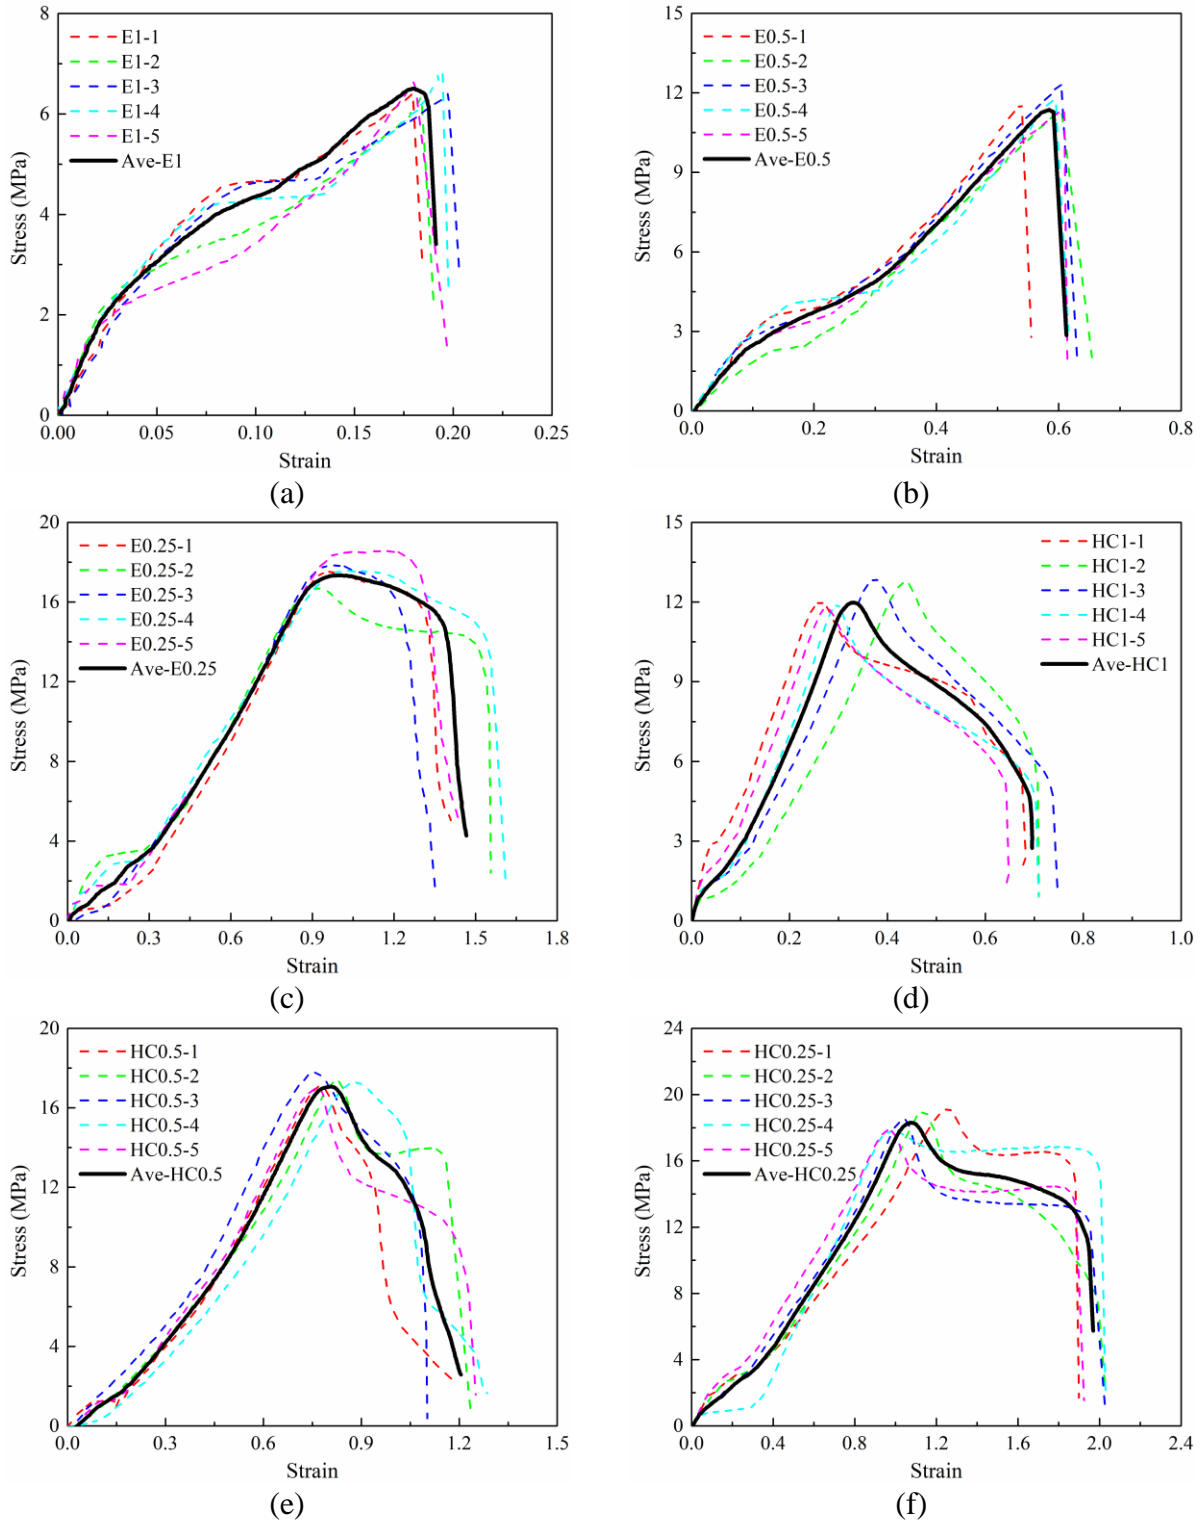 8
6
4
2
0
0.00
0.05
0.10
0.15
0.20
0.25
Stress (MPa)
Strain
E1-1
E1-2
E1-3
E1-4
E1-5
Ave-E1
(a)
15
12
9
6
3
0
0.0
0.2
0.4
0.6
0.8
Stress (MPa)
Strain
E0.5-1
E0.5-2
E0.5-3
E0.5-4
E0.5-5
Ave-E0.5
(b)
20
16
12
8
4
0
0.0
0.3
0.6
0.9
1.2
1.5
1.8
Stress (MPa)
Strain
E0.25-1
E0.25-2
E0.25-3
E0.25-4
E0.25-5
Ave-E0.25
(c)
15
12
9
6
3
0
0.0
0.2
0.4
0.6
0.8
1.0
Stress (MPa)
Strain
HC1-1
HC1-2
HC1-3
HC1-4
HC1-5
Ave-HC1
(d)
20
16
12
8
4
0
0.0
0.3
0.6
0.9
1.2
1.5
Stress (MPa)
Strain
HC0.5-1
HC0.5-2
HC0.5-3
HC0.5-4
HC0.5-5
Ave-HC0.5
(e)
24
20
16
12
8
4
0
0.0
0.4
0.8
1.2
1.6
2.0
2.4
Stress (MPa)
Strain
HC0.25-1
HC0.25-2
HC0.25-3
HC0.25-4
HC0.25-5
Ave-HC0.25
(f)